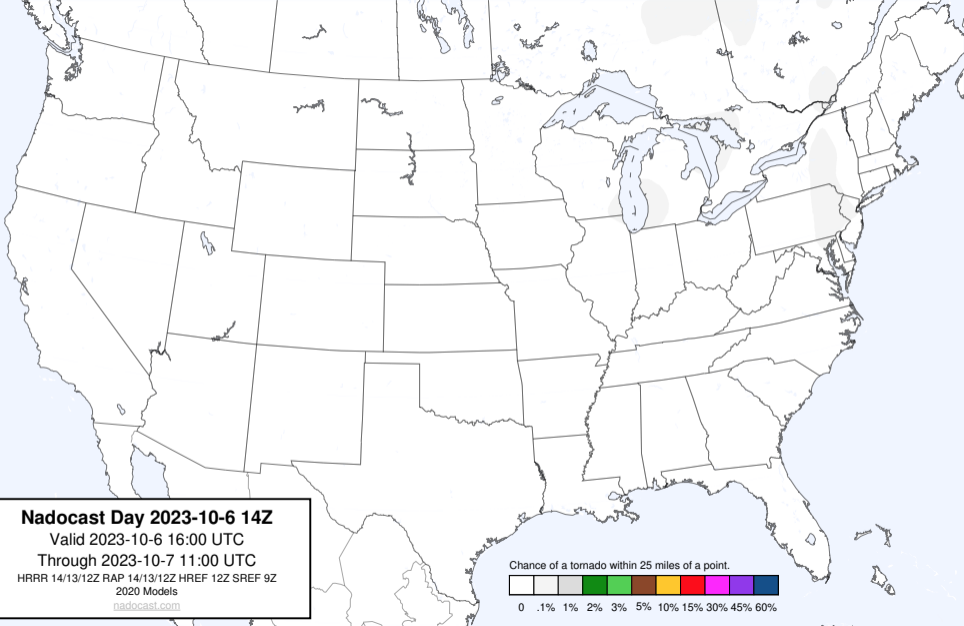 Nadocast Day 2023-10-6 14Z
Valid 2023-10-6 16:00 UTC
Through 2023-10-7 11:00 UTC
HRRR 14/13/12Z RAP 14/13/12Z HREF 12Z SREF 9Z
2020 Models
nadocast.com
Chance of a tornado within 25 miles of a point.
0 .1% 1% 2% 3% 5% 10% 15% 30% 45% 60%